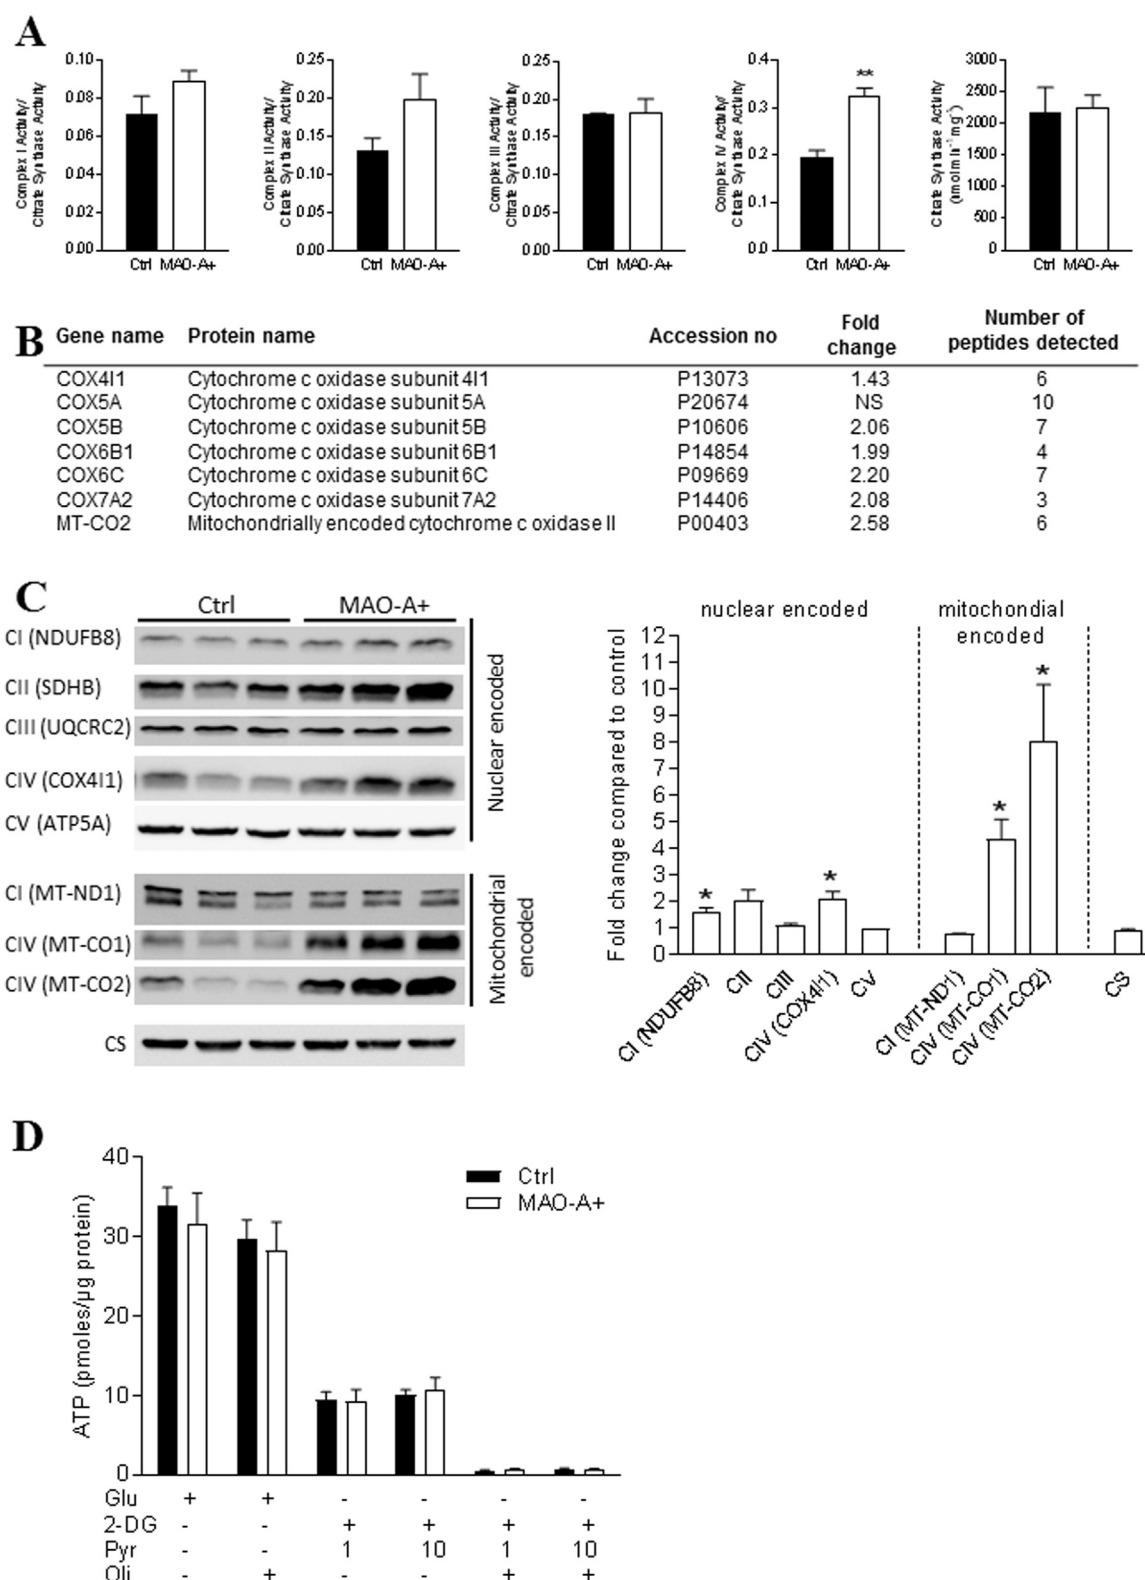 A
Complex I Activity/
Citrate Synthase Activity
0.10
0.08
0.06
0.04
0.02
0.00
Ctrl MAO-A+
Complex II Activity/
Citrate Synthase Activity
0.25
0.20
0.15
0.10
0.05
0.00
Ctrl MAO-A+
Complex III Activity/
Citrate Synthase Activity
0.25
0.20
0.15
0.10
0.05
0.00
Ctrl MAO-A+
Complex IV Activity/
Citrate Synthase Activity
0.4
0.3
0.2
0.1
0.0
**
Ctrl MAO-A+
Citrate Synthase Activity
(nmol min-1 mg-1)
3000
2500
2000
1500
1000
500
0
Ctrl MAO-A+
B
Gene name Protein name Accession no Fold change Number of peptides detected
COX4I1 Cytochrome c oxidase subunit 4I1 P13073 1.43 6
COX5A Cytochrome c oxidase subunit 5A P20674 NS 10
COX5B Cytochrome c oxidase subunit 5B P10606 2.06 7
COX6B1 Cytochrome c oxidase subunit 6B1 P14854 1.99 4
COX6C Cytochrome c oxidase subunit 6C P09669 2.20 7
COX7A2 Cytochrome c oxidase subunit 7A2 P14406 2.08 3
MT-CO2 Mitochondrially encoded cytochrome c oxidase II P00403 2.58 6
C
Ctrl MAO-A+
CI (NDUFB8)
CII (SDHB)
CIII (UQCRC2)
CIV (COX4I1)
CV (ATP5A)
Nuclear encoded
CI (MT-ND1)
CIV (MT-CO1)
CIV (MT-CO2)
Mitochondrial
encoded
CS
nuclear encoded
mitochondial
encoded
Fold change compared to control
12
11
10
9
8
7
6
5
4
3
2
1
0
*
*
*
*
CI (NDUFB8)
CII
CIII
CIV (COX4I1)
CV
CI (MT-ND1)
CIV (MT-CO1)
CIV (MT-CO2)
CS
D
ATP (pmoles/µg protein)
40
30
20
10
0
Ctrl
MAO-A+
Glu + + - - - -
2-DG - - + + + +
Pyr - - 1 10 1 10
Oli - + - - + +